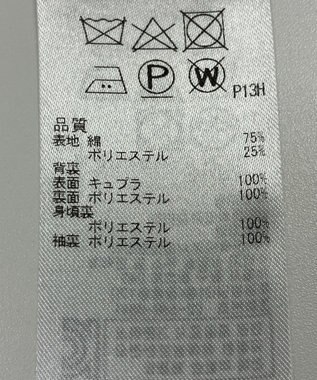 P W P13H
品質
表地 綿 75%
ポリエステル 25%
背裏
表面 キュプラ 100%
裏面 ポリエステル 100%
身頃裏
ポリエステル 100%
袖裏 ポリエステル 100%